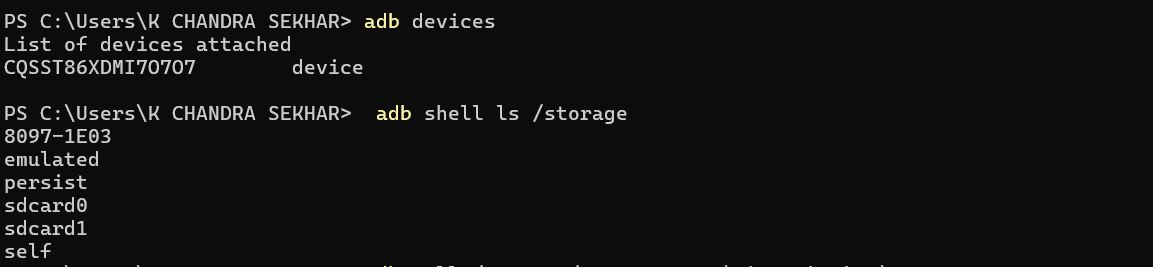 PS C:\Users\K CHANDRA SEKHAR> adb devices
List of devices attached
CQSST86XDMI7O7O7        device
PS C:\Users\K CHANDRA SEKHAR>  adb shell ls /storage
8097-1E03
emulated
persist
sdcard0
sdcard1
self